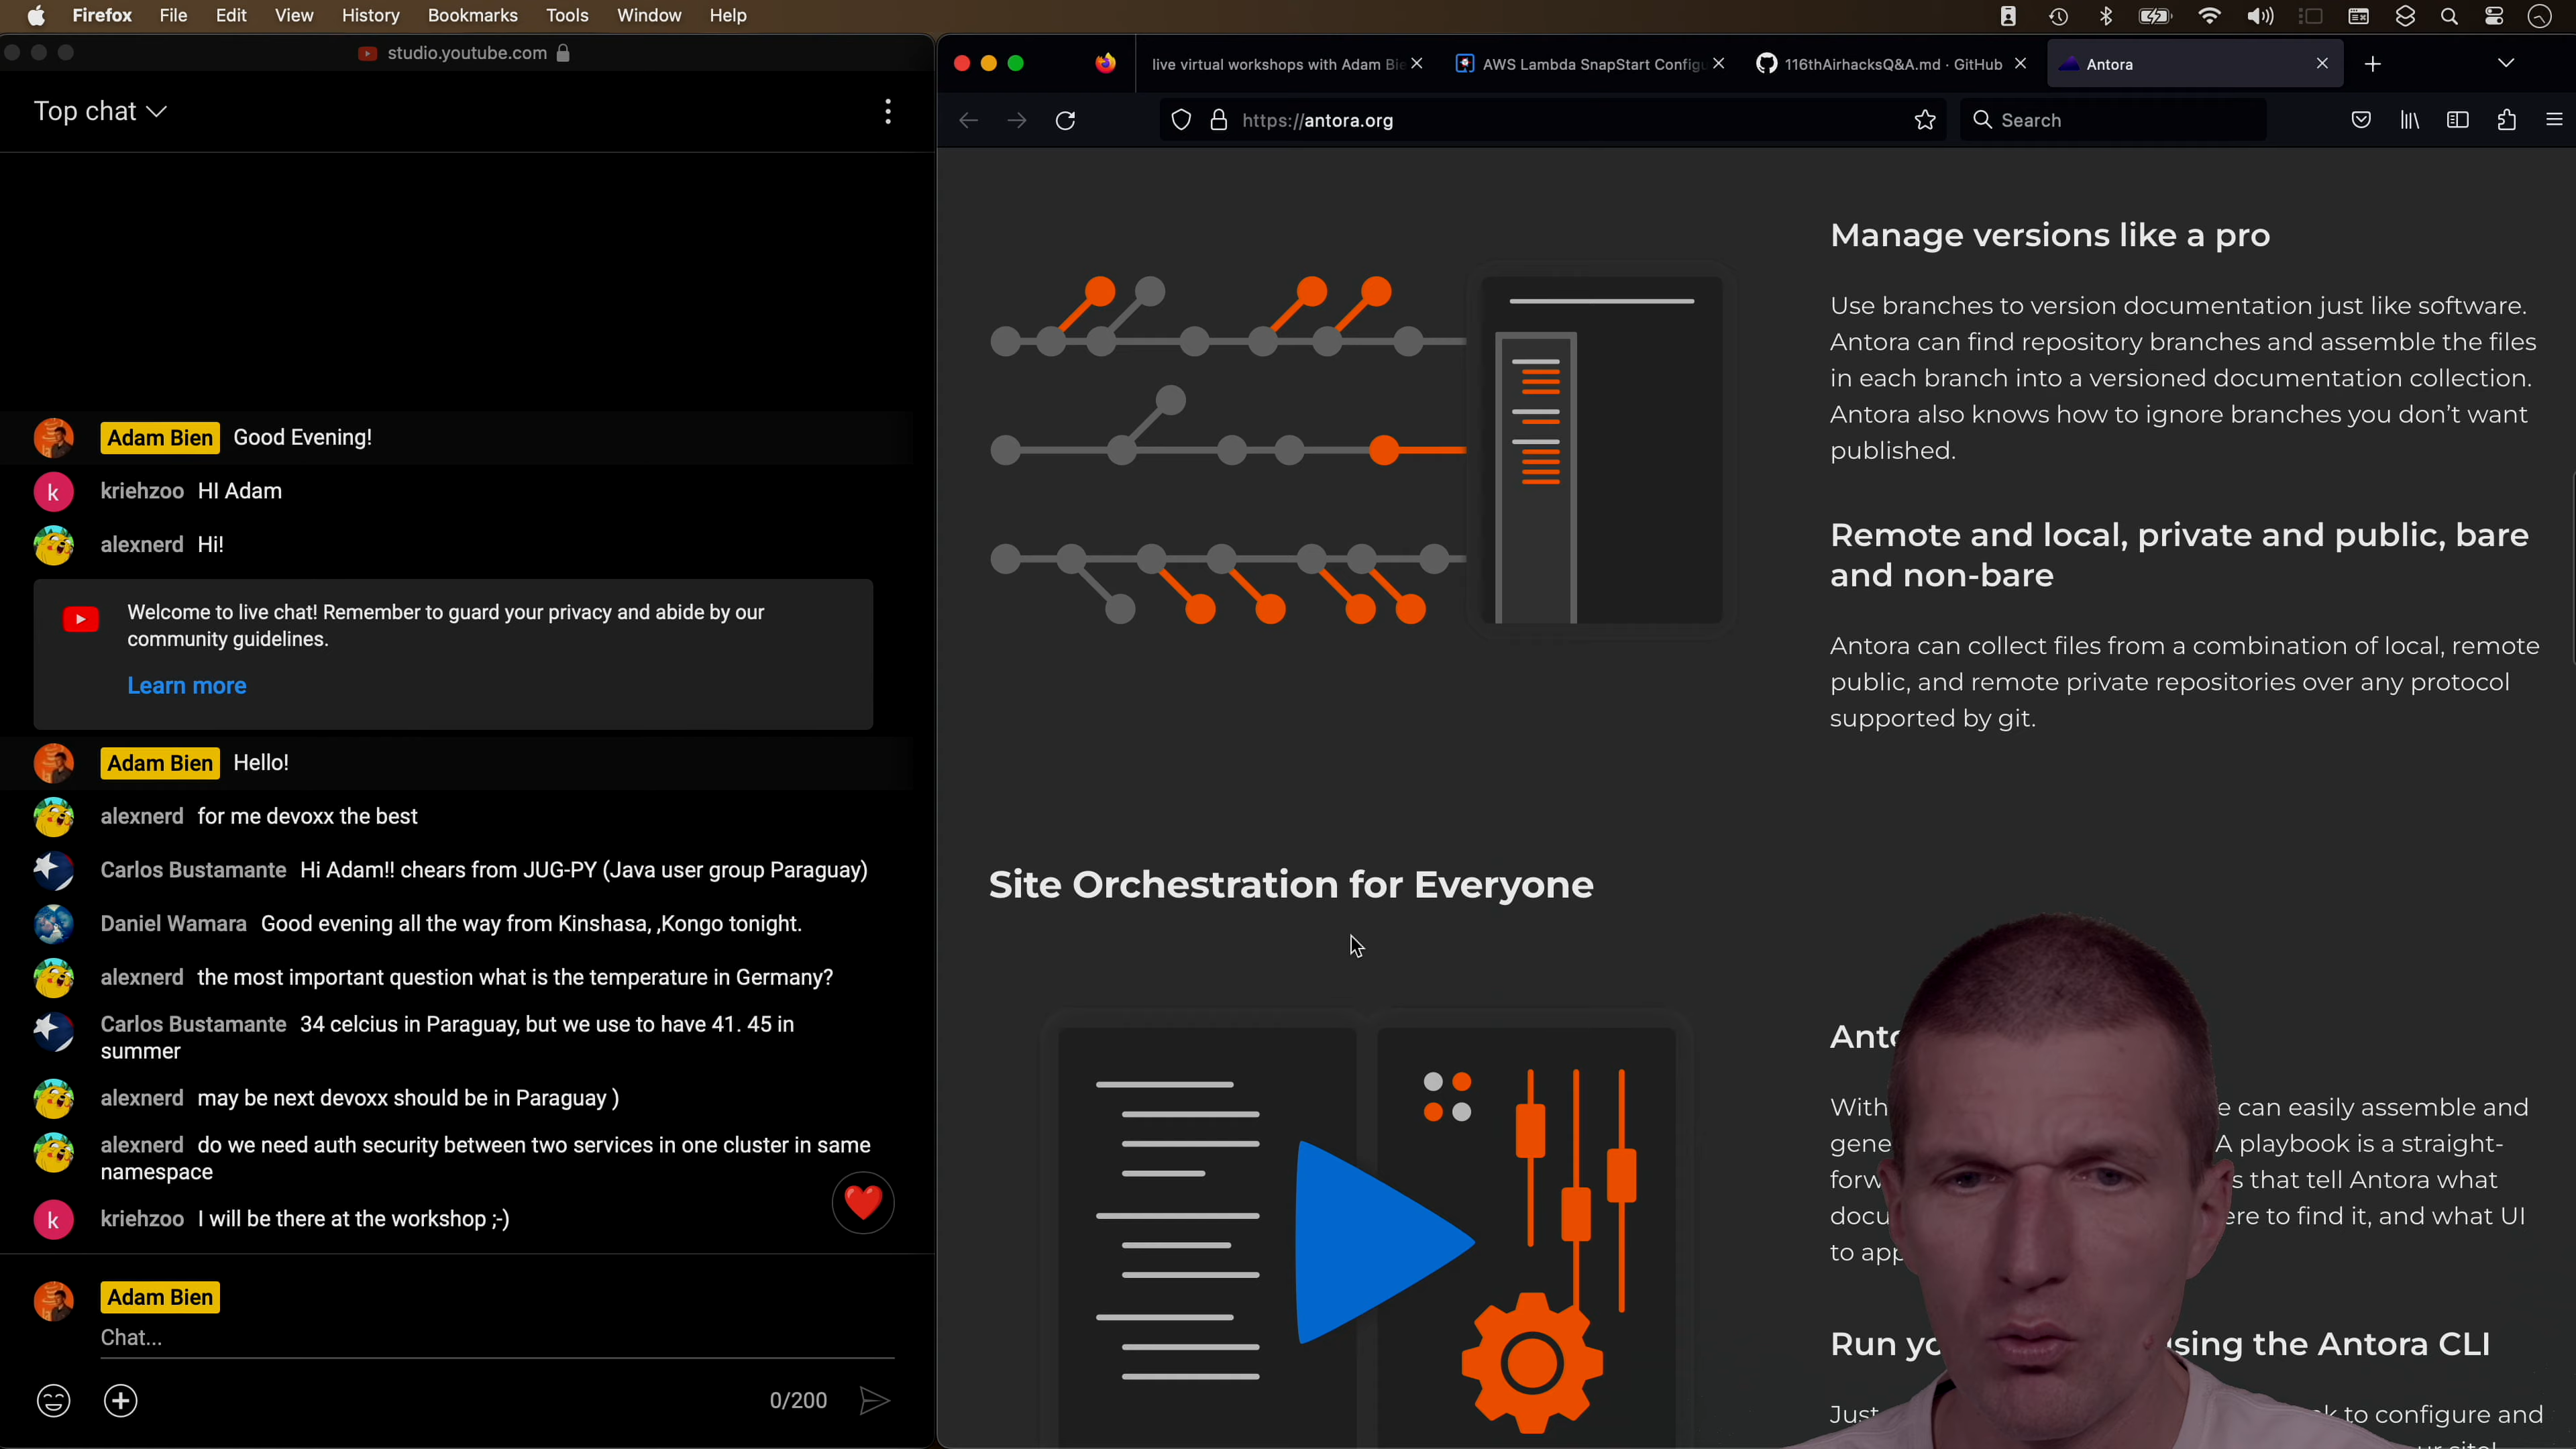 Firefox File Edit View History Bookmarks Tools Window Help
studio.youtube.com
Top chat
Adam Bien Good Evening!
kriehzoo HI Adam
alexnerd Hi!
Welcome to live chat! Remember to guard your privacy and abide by our
community guidelines.
Learn more
Adam Bien Hello!
alexnerd for me devoxx the best
Carlos Bustamante Hi Adam!! chears from JUG-PY (Java user group Paraguay)
Daniel Wamara Good evening all the way from Kinshasa, ,Kongo tonight.
alexnerd the most important question what is the temperature in Germany?
Carlos Bustamante 34 celcius in Paraguay, but we use to have 41. 45 in
summer
alexnerd may be next devoxx should be in Paraguay )
alexnerd do we need auth security between two services in one cluster in same
namespace
k kriehzoo I will be there at the workshop ;-)
Adam Bien
Chat...
0/200
live virtual workshops with Adam Bie
AWS Lambda SnapStart Configu
116thAirhacksQ&A.md · GitHub
Antora
https://antora.org
Search
Manage versions like a pro
Use branches to version documentation just like software.
Antora can find repository branches and assemble the files
in each branch into a versioned documentation collection.
Antora also knows how to ignore branches you don't want
published.
Remote and local, private and public, bare
and non-bare
Antora can collect files from a combination of local, remote
public, and remote private repositories over any protocol
supported by git.
Site Orchestration for Everyone
With e can easily assemble and
gene A playbook is a straight-
forw s that tell Antora what
docu ere to find it, and what UI
to app
Run yo sing the Antora CLI
Just to configure and